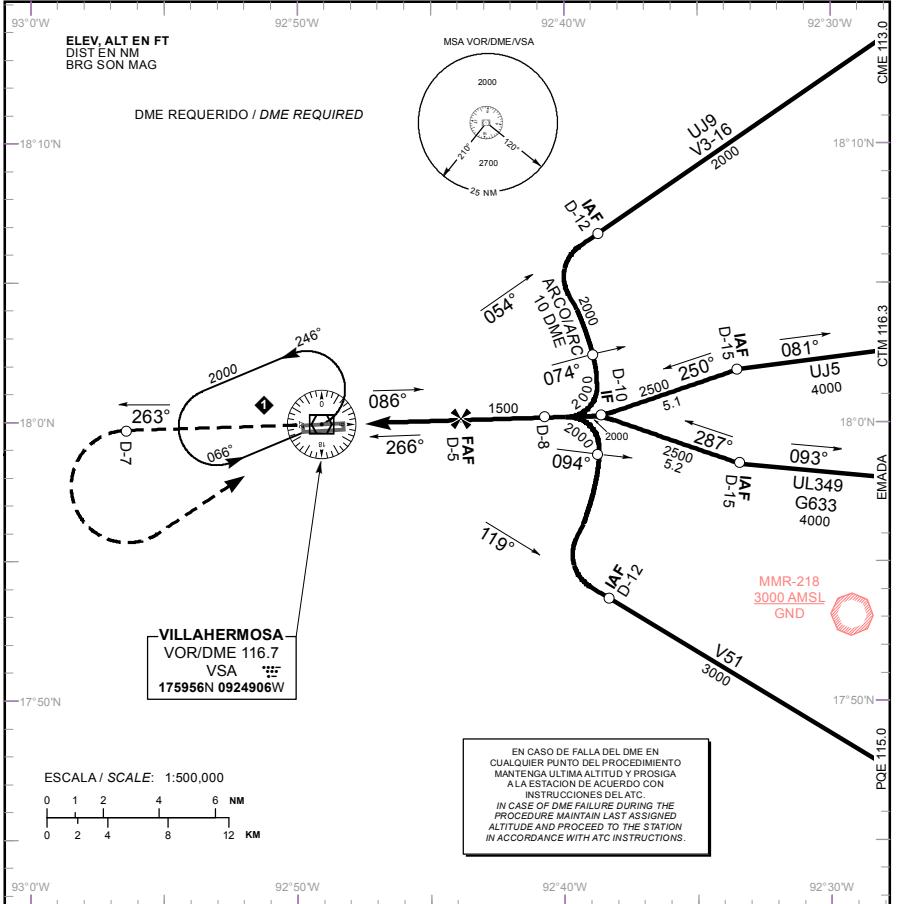 93°0'W
92°50'W
92°40'W
92°30'W
ELEV, ALT EN FT
DIST EN NM
BRG SON MAG
DME REQUERIDO / DME REQUIRED
MSA VOR/DME/VSA
2000
210°
120°
2700
25 NM
CME 113.0
UJ9
V3-16
2000
18°10'N
18°10'N
IAF
D-12
054°
ARCO/ARC
10 DME
2000
074°
D-10
IF
2000
2500
250°
5.1
IAF
D-15
081°
UJ5
4000
CTM 116.3
246°
2000
1
066°
263°
D-7
0
18
086°
266°
1500
FAF
D-5
D-8
2000
2000
094°
287°
2500
5.2
IAF
D-15
093°
UL349
G633
4000
EMADA
18°0'N
18°0'N
119°
IAF
D-12
MMR-218
3000 AMSL
GND
VILLAHERMOSA
VOR/DME 116.7
VSA
175956N 0924906W
V51
3000
PQE 115.0
17°50'N
17°50'N
EN CASO DE FALLA DEL DME EN
CUALQUIER PUNTO DEL PROCEDIMIENTO
MANTENGA ULTIMA ALTITUD Y PROSIGA
A LA ESTACION DE ACUERDO CON
INSTRUCCIONES DEL ATC.
IN CASE OF DME FAILURE DURING THE
PROCEDURE MAINTAIN LAST ASSIGNED
ALTITUDE AND PROCEED TO THE STATION
IN ACCORDANCE WITH ATC INSTRUCTIONS.
ESCALA / SCALE: 1:500,000
0 1 2 4 6 NM
0 2 4 8 12 KM
93°0'W
92°50'W
92°40'W
92°30'W